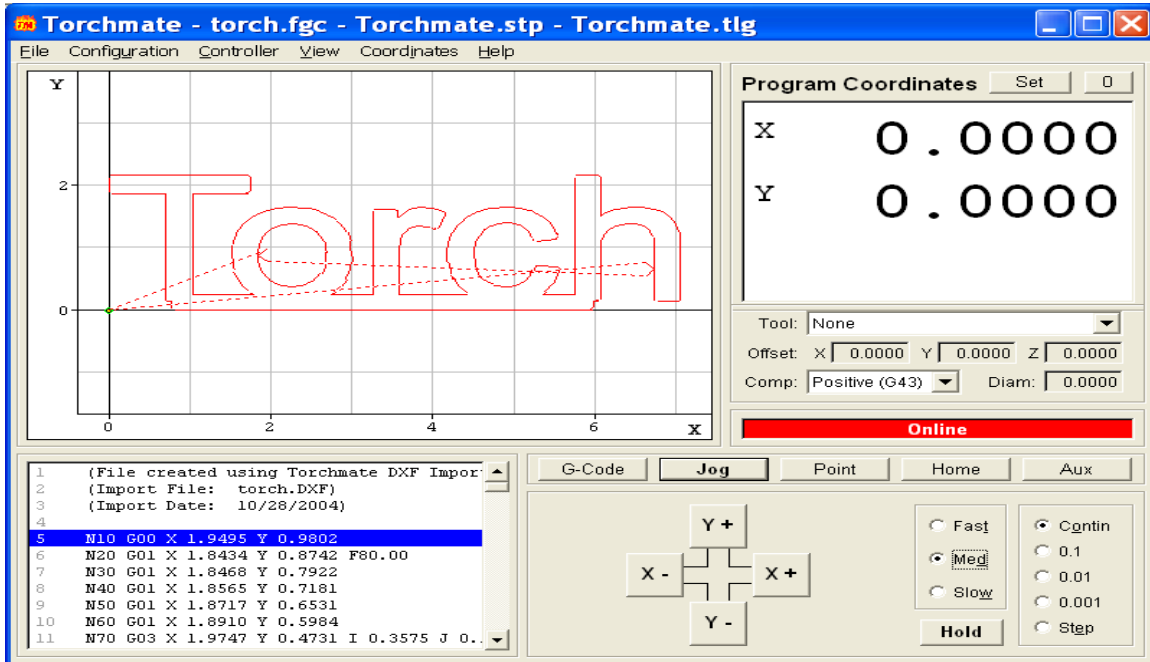 Torchmate - torch.fgc - Torchmate.stp - Torchmate.tlg
File Configuration Controller View Coordinates Help
Y
2
0
0 2 4 6 X
Torch
Program Coordinates Set 0
X 0.0000
Y 0.0000
Tool: None
Offset: X 0.0000 Y 0.0000 Z 0.0000
Comp: Positive (G43) Diam: 0.0000
Online
1 (File created using Torchmate DXF Impor
2 (Import File: torch.DXF)
3 (Import Date: 10/28/2004)
4
5 N10 G00 X 1.9495 Y 0.9802
6 N20 G01 X 1.8434 Y 0.8742 F80.00
7 N30 G01 X 1.8468 Y 0.7922
8 N40 G01 X 1.8565 Y 0.7181
9 N50 G01 X 1.8717 Y 0.6531
10 N60 G01 X 1.8910 Y 0.5984
11 N70 G03 X 1.9747 Y 0.4731 I 0.3575 J 0.
G-Code Jog Point Home Aux
Y +
X - X +
Y -
Fast
Med
Slow
Hold
Contin
0.1
0.01
0.001
Step